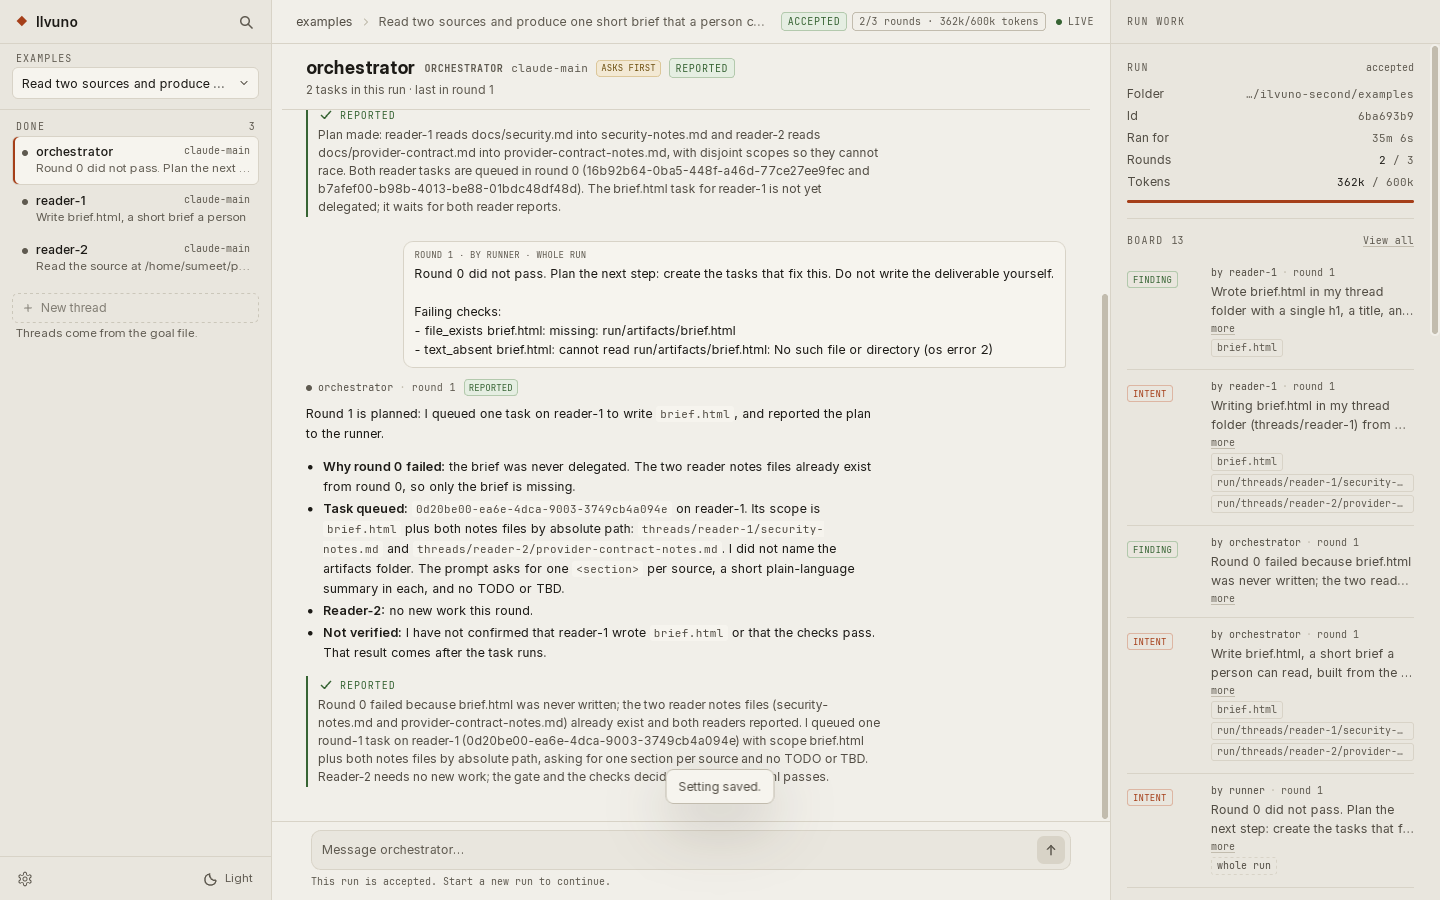 llvuno
EXAMPLES
Read two sources and produce ...
DONE 3
orchestrator claude-main
Round 0 did not pass. Plan the next ...
reader-1 claude-main
Write brief.html, a short brief a person
reader-2 claude-main
Read the source at /home/sumeet/p...
+ New thread
Threads come from the goal file.
Light
examples > Read two sources and produce one short brief that a person c... ACCEPTED 2/3 rounds · 362k/600k tokens ● LIVE
orchestrator ORCHESTRATOR claude-main ASKS FIRST REPORTED
2 tasks in this run · last in round 1
REPORTED
Plan made: reader-1 reads docs/security.md into security-notes.md and reader-2 reads
docs/provider-contract.md into provider-contract-notes.md, with disjoint scopes so they cannot
race. Both reader tasks are queued in round 0 (16b92b64-0ba5-448f-a46d-77ce27ee9fec and
b7afef00-b98b-4013-be88-01bdc48df48d). The brief.html task for reader-1 is not yet
delegated; it waits for both reader reports.
ROUND 1 · BY RUNNER · WHOLE RUN
Round 0 did not pass. Plan the next step: create the tasks that fix this. Do not write the deliverable yourself.
Failing checks:
- file_exists brief.html: missing: run/artifacts/brief.html
- text_absent brief.html: cannot read run/artifacts/brief.html: No such file or directory (os error 2)
orchestrator · round 1 REPORTED
Round 1 is planned: I queued one task on reader-1 to write brief.html, and reported the plan
to the runner.
• Why round 0 failed: the brief was never delegated. The two reader notes files already exist
from round 0, so only the brief is missing.
• Task queued: 0d20be00-ea6e-4dca-9003-3749cb4a094e on reader-1. Its scope is
brief.html plus both notes files by absolute path: threads/reader-1/security-
notes.md and threads/reader-2/provider-contract-notes.md. I did not name the
artifacts folder. The prompt asks for one <section> per source, a short plain-language
summary in each, and no TODO or TBD.
• Reader-2: no new work this round.
• Not verified: I have not confirmed that reader-1 wrote brief.html or that the checks pass.
That result comes after the task runs.
REPORTED
Round 0 failed because brief.html was never written; the two reader notes files (security-
notes.md and provider-contract-notes.md) already exist and both readers reported. I queued one
round-1 task on reader-1 (0d20be00-ea6e-4dca-9003-3749cb4a094e) with scope brief.html
plus both notes files by absolute path, asking for one section per source and no TODO or TBD.
Reader-2 needs no new work; the gate and the checks decid l passes.
Setting saved.
Message orchestrator...
This run is accepted. Start a new run to continue.
RUN WORK
RUN accepted
Folder …/ilvuno-second/examples
Id 6ba693b9
Ran for 35m 6s
Rounds 2 / 3
Tokens 362k / 600k
BOARD 13 View all
FINDING by reader-1 · round 1
Wrote brief.html in my thread
folder with a single h1, a title, an...
more
brief.html
INTENT by reader-1 · round 1
Writing brief.html in my thread
folder (threads/reader-1) from ...
more
brief.html
run/threads/reader-1/security-…
run/threads/reader-2/provider-…
FINDING by orchestrator · round 1
Round 0 failed because brief.html
was never written; the two read...
more
INTENT by orchestrator · round 1
Write brief.html, a short brief a
person can read, built from the ...
more
brief.html
run/threads/reader-1/security-…
run/threads/reader-2/provider-…
INTENT by runner · round 1
Round 0 did not pass. Plan the
next step: create the tasks that f...
more
whole run